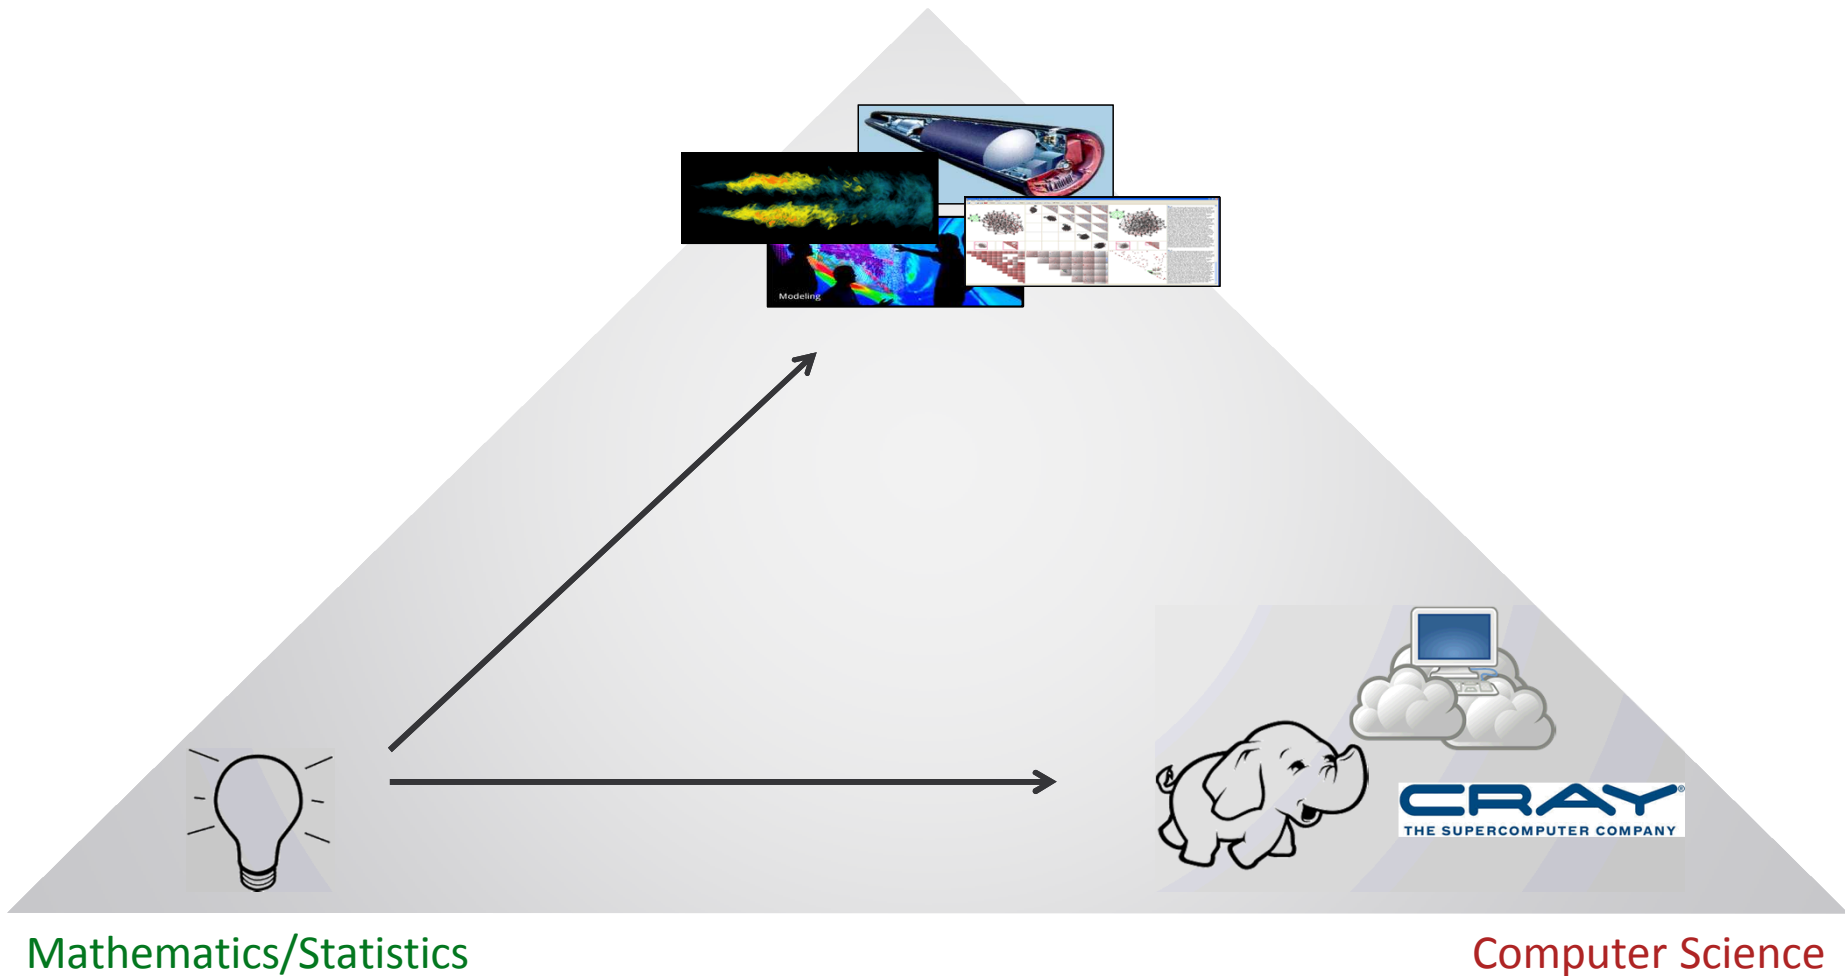 Modeling
CRAY®
THE SUPERCOMPUTER COMPANY
Mathematics/Statistics
Computer Science